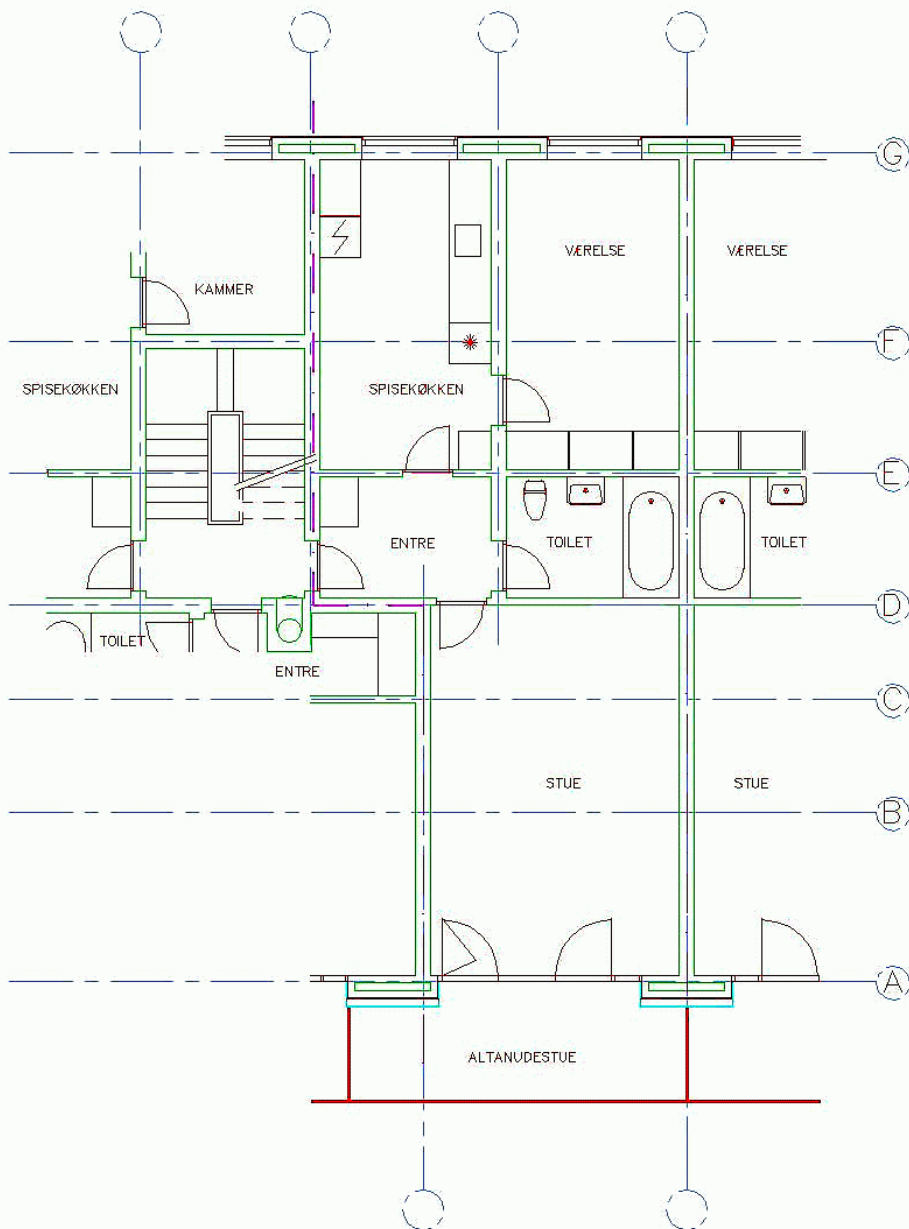 G
VÆRELSE
VÆRELSE
KAMMER
F
SPISEKØKKEN
SPISEKØKKEN
E
ENTRE
TOILET
TOILET
D
TOILET
ENTRE
C
STUE
STUE
B
A
ALTANUDESTUE